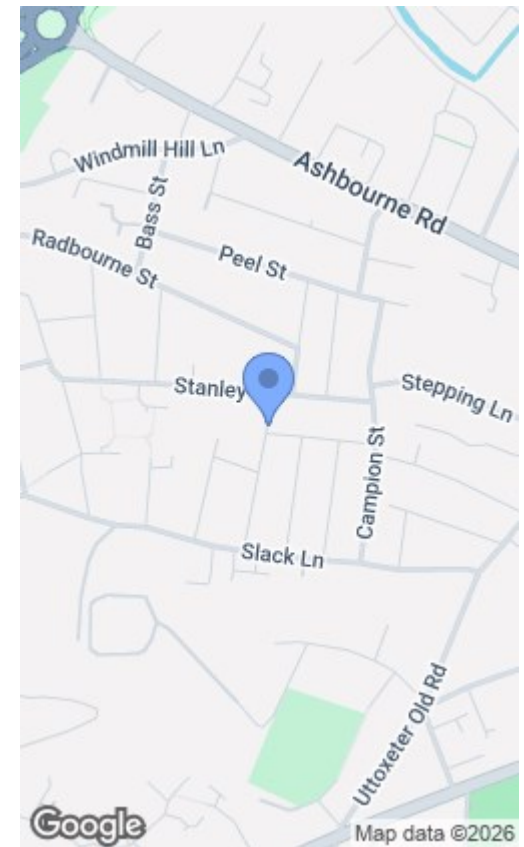 Windmill Hill Ln
Ashbourne Rd
Bass St
Radbourne St
Peel St
Stanley
Stepping Ln
Campion St
Slack Ln
Uttoxeter Old Rd
Google
Map data ©2026